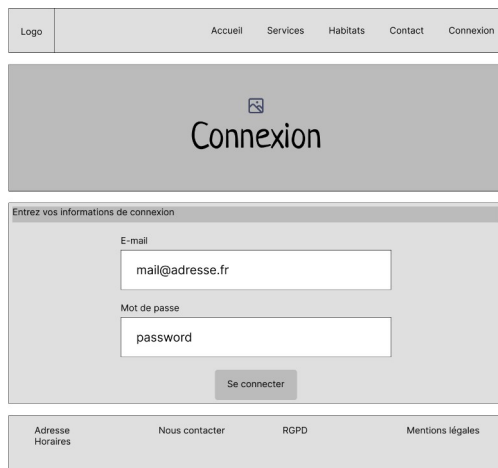 Logo
Accueil Services Habitats Contact Connexion
Connexion
Entrez vos informations de connexion
E-mail
mail@adresse.fr
Mot de passe
password
Se connecter
Adresse Nous contacter RGPD Mentions légales
Horaires